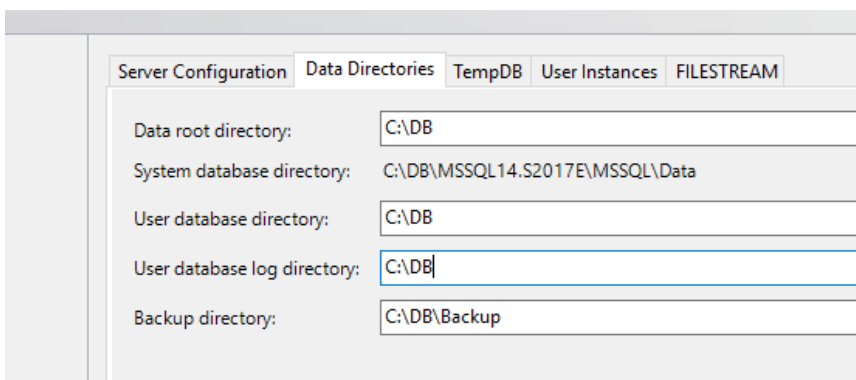 Server Configuration Data Directories TempDB User Instances FILESTREAM
Data root directory: C:\DB
System database directory: C:\DB\MSSQL14.S2017E\MSSQL\Data
User database directory: C:\DB
User database log directory: C:\DB
Backup directory: C:\DB\Backup